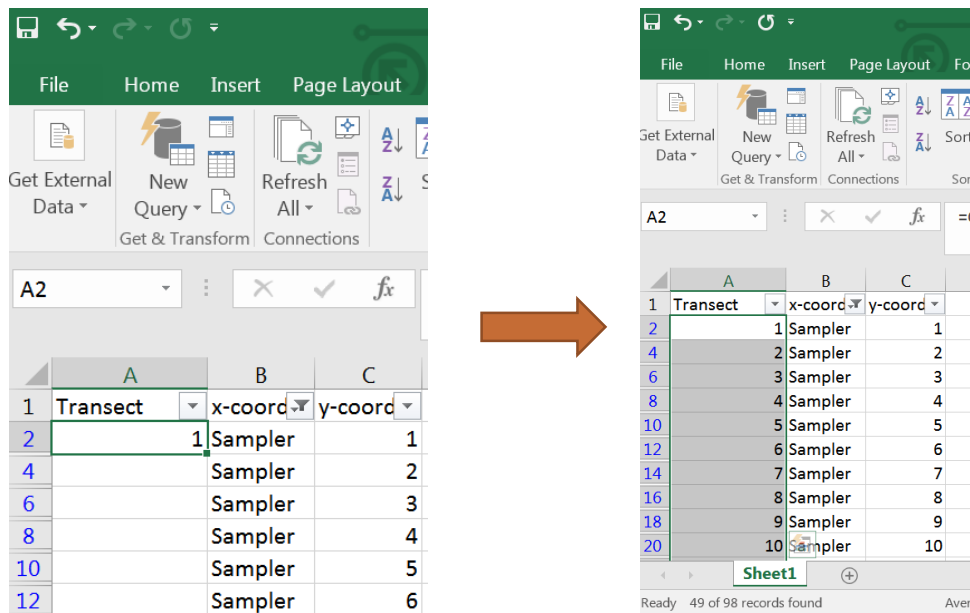 File Home Insert Page Layout
Get External Data
New Query
Refresh All
A Z
Z A
Get & Transform Connections
A2 fx
A B C
1 Transect x-coord y-coord
2 1 Sampler 1
4 Sampler 2
6 Sampler 3
8 Sampler 4
10 Sampler 5
12 Sampler 6
File Home Insert Page Layout Fo
Get External Data
New Query
Refresh All
A Z
Z A
Sort
Get & Transform Connections Sor
A2 fx =
A B C
1 Transect x-coord y-coord
2 1 Sampler 1
4 2 Sampler 2
6 3 Sampler 3
8 4 Sampler 4
10 5 Sampler 5
12 6 Sampler 6
14 7 Sampler 7
16 8 Sampler 8
18 9 Sampler 9
20 10 Sampler 10
Sheet1
Ready 49 of 98 records found Aver